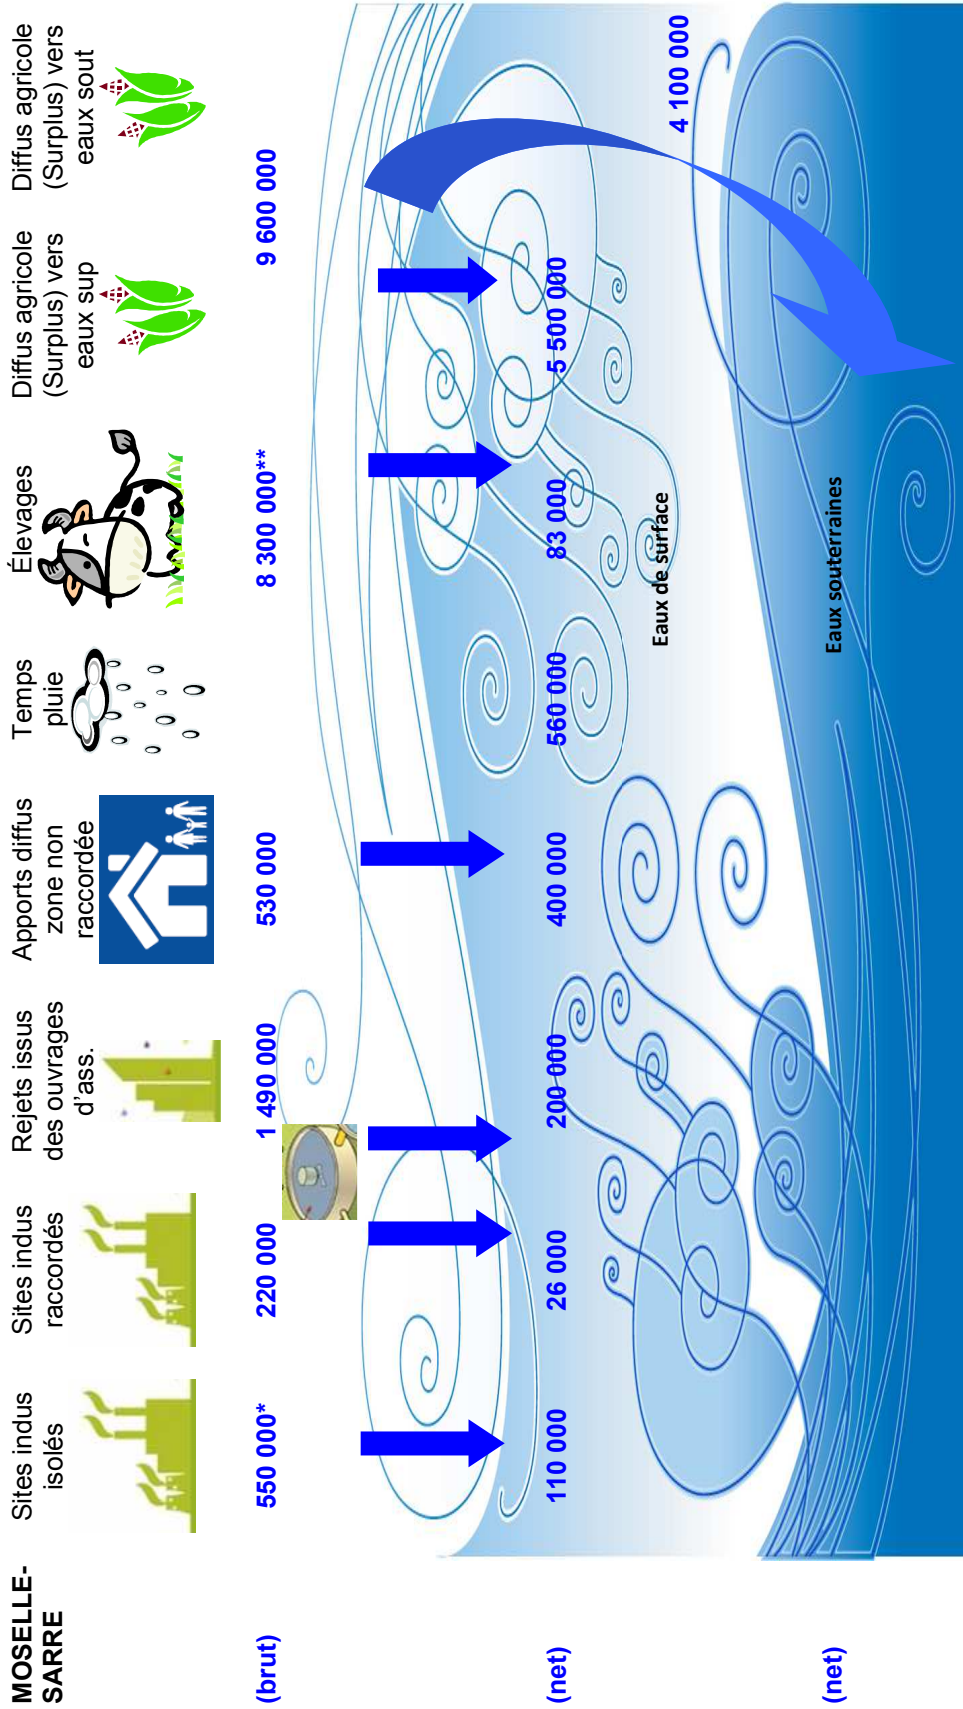 MOSELLE-
SARRE
Sites indus
isolés
Sites indus
raccordés
Rejets issus
des ouvrages
d'ass.
Apports diffus
zone non
raccordée
Temps
pluie
Élevages
Diffus agricole
(Surplus) vers
eaux sup
Diffus agricole
(Surplus) vers
eaux sout
(brut)
550 000*
220 000
1 490 000
530 000
8 300 000**
9 600 000
(net)
110 000
26 000
200 000
400 000
560 000
83 000
5 500 000
Eaux de surface
4 100 000
(net)
Eaux souterraines